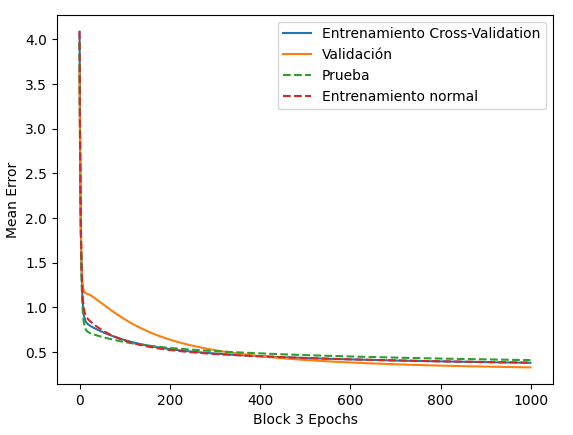 Entrenamiento Cross-Validation
Validación
Prueba
Entrenamiento normal
4.0
3.5
3.0
2.5
2.0
1.5
1.0
0.5
Mean Error
0 200 400 600 800 1000
Block 3 Epochs